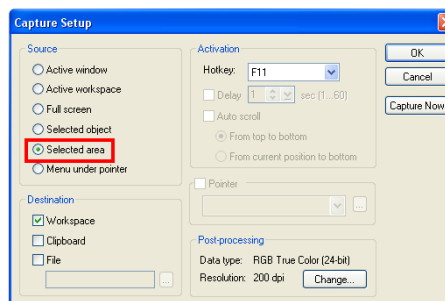 Capture Setup
Source
Active window
Active workspace
Full screen
Selected object
Selected area
Menu under pointer
Destination
Workspace
Clipboard
File
...
Activation
Hotkey: F11
Delay 1 sec (1...60)
Auto scroll
From top to bottom
From current position to bottom
Pointer
...
Post-processing
Data type: RGB True Color (24-bit)
Resolution: 200 dpi Change...
OK
Cancel
Capture Now